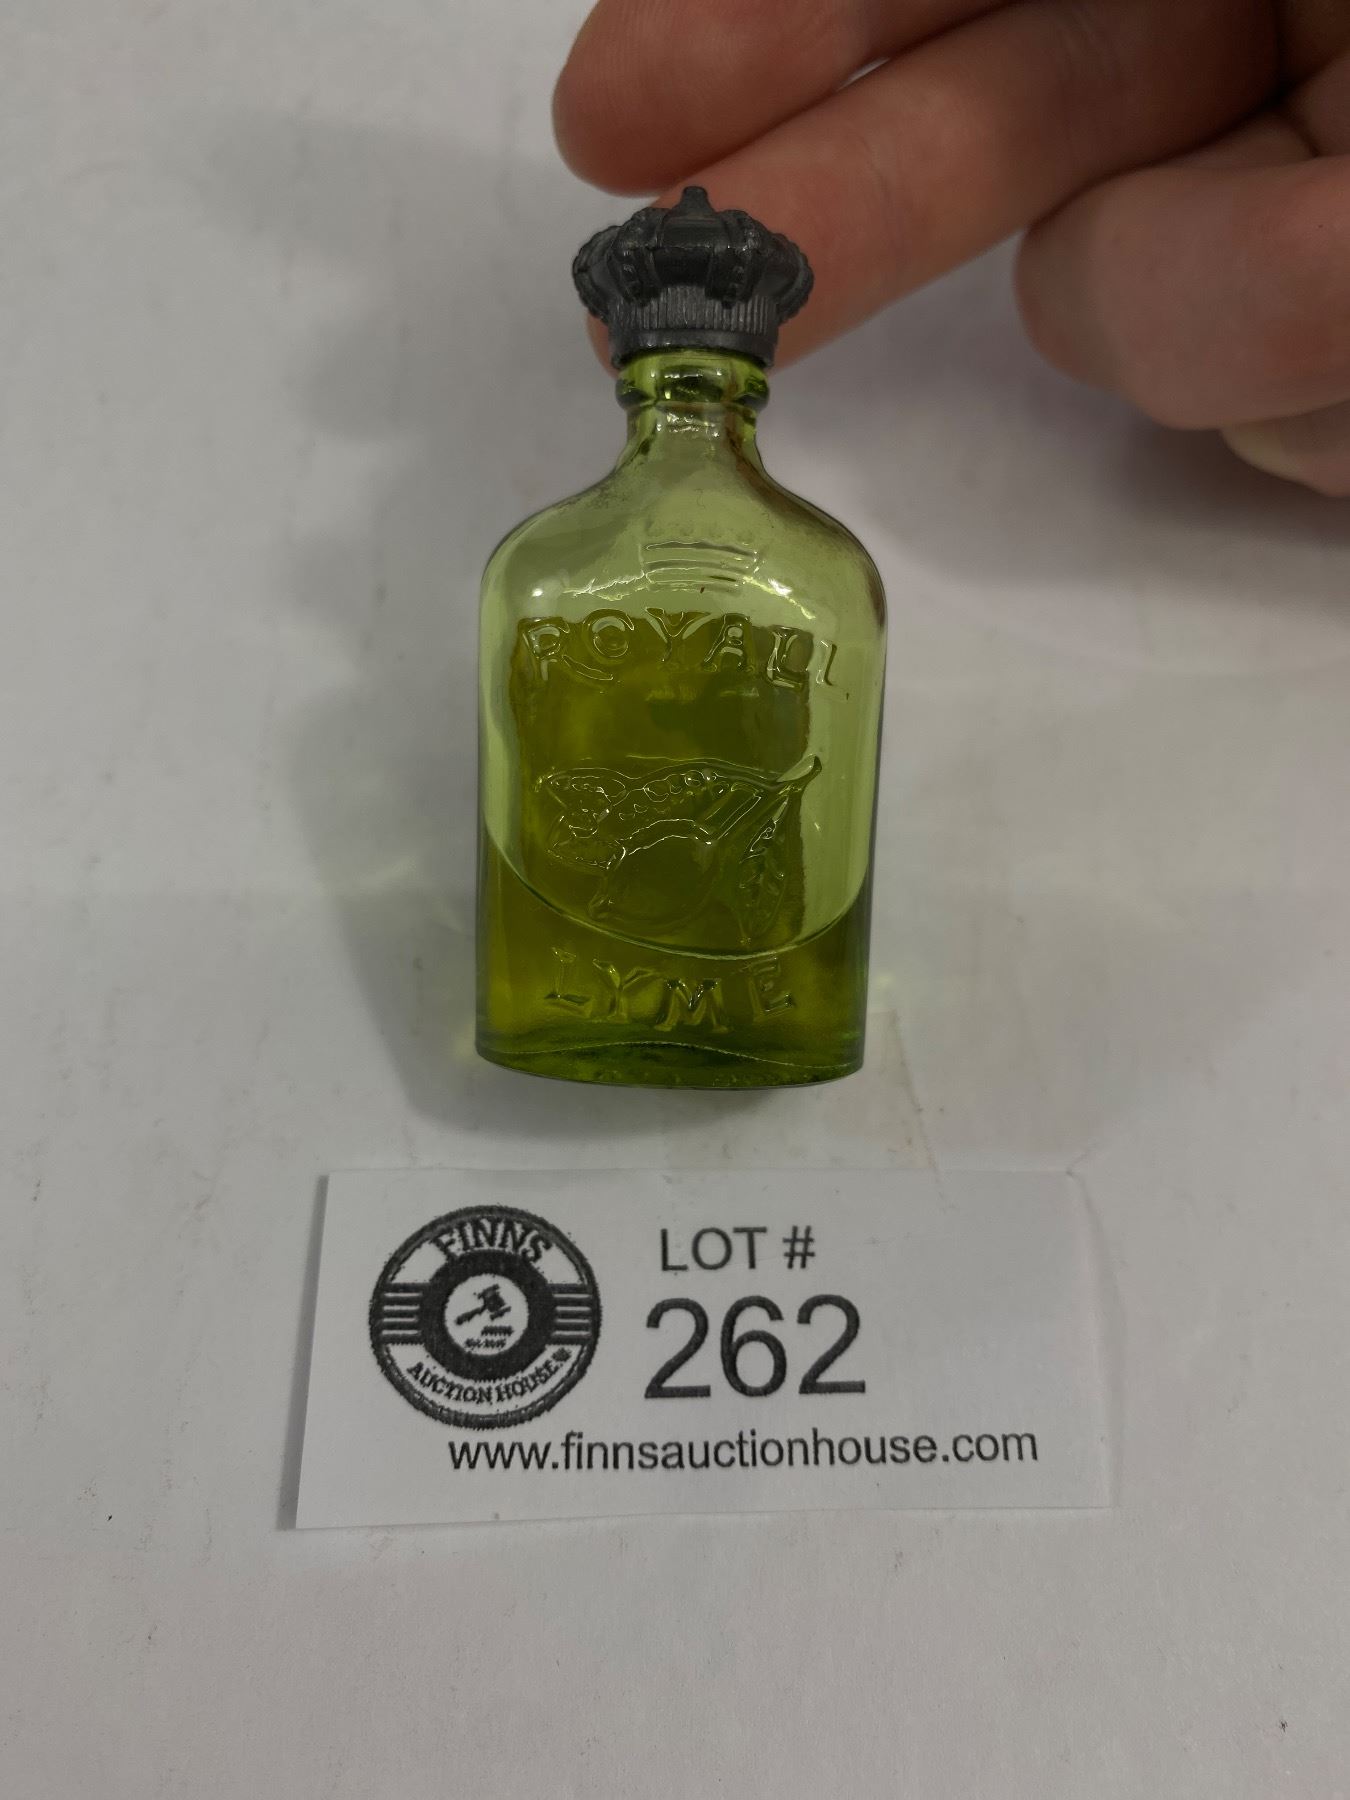 ROYALL
LYME
FINNS
AUCTION HOUSE
LOT #
262
www.finnsauctionhouse.com